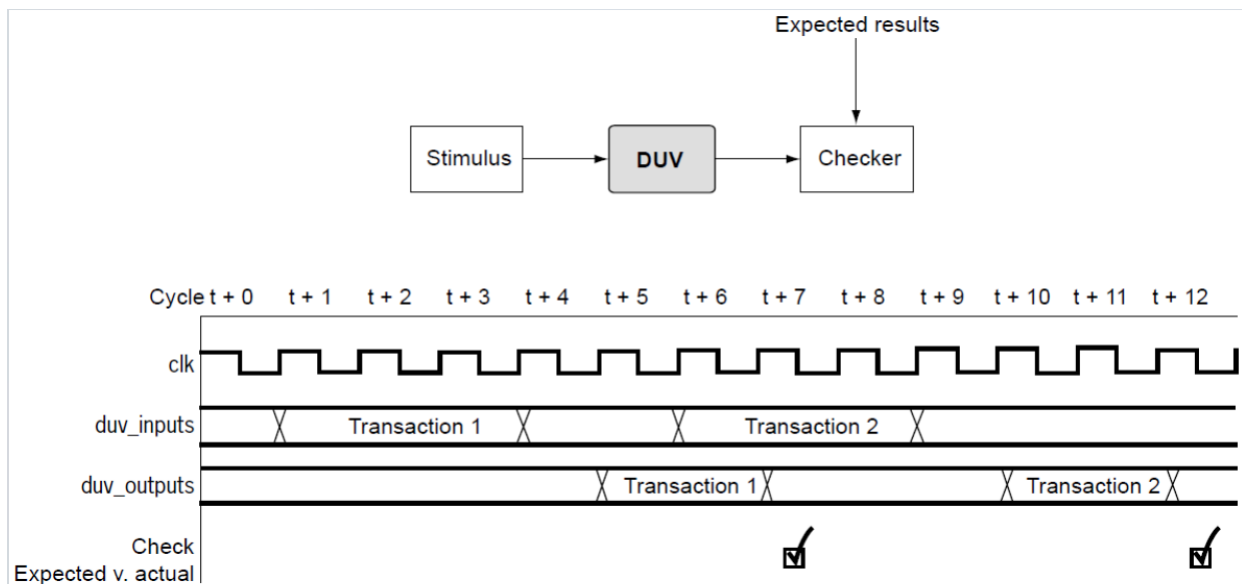 Expected results
Stimulus
DUV
Checker
Cycle t + 0 t + 1 t + 2 t + 3 t + 4 t + 5 t + 6 t + 7 t + 8 t + 9 t + 10 t + 11 t + 12
clk
duv_inputs Transaction 1 Transaction 2
duv_outputs Transaction 1 Transaction 2
Check
Expected v. actual